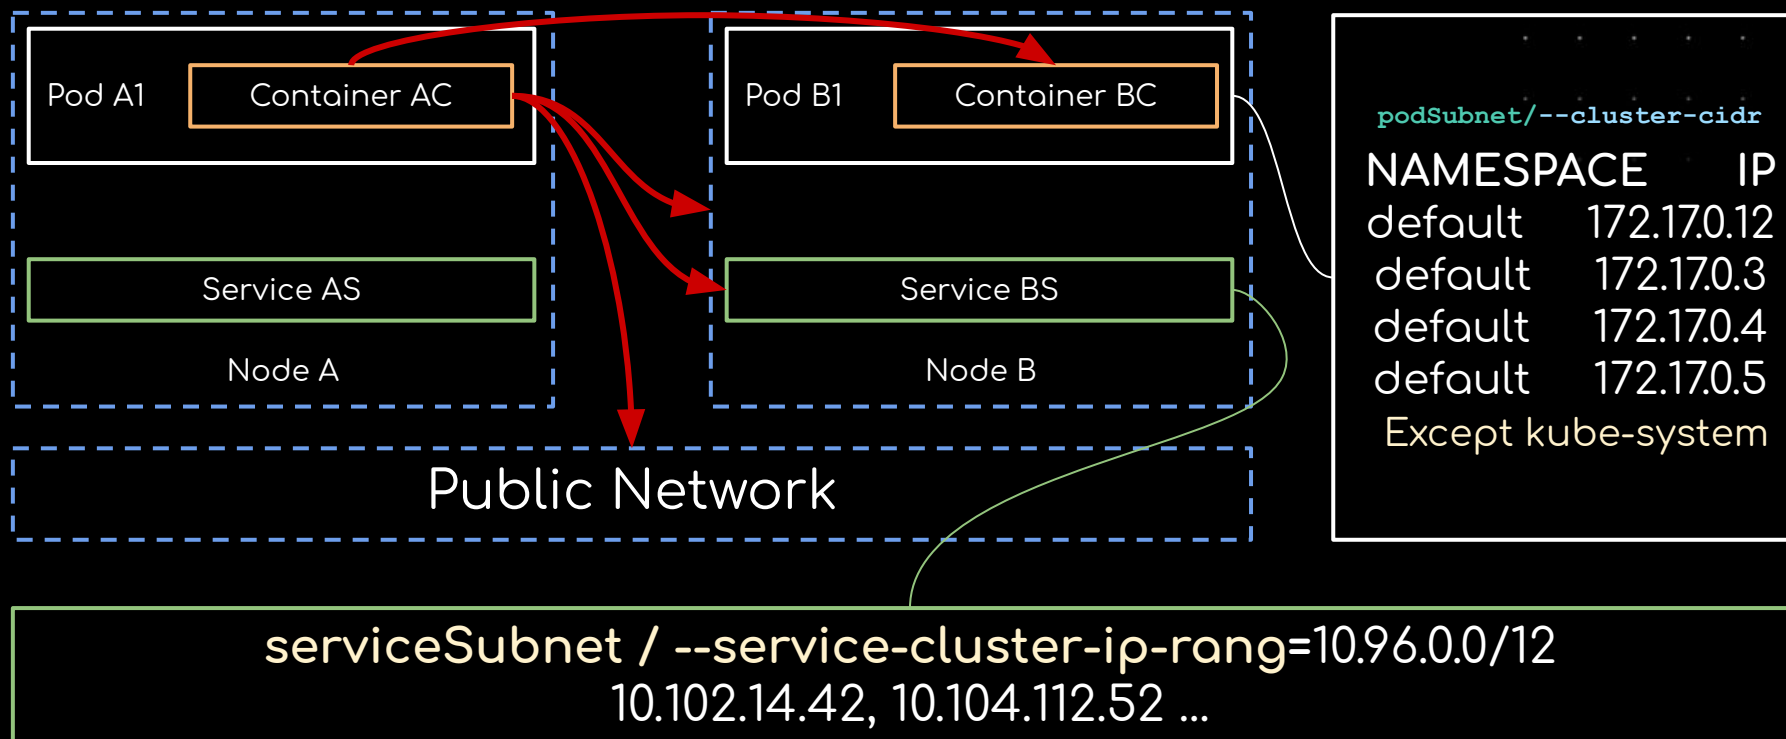 Pod A1
Container AC
Service AS
Node A
Pod B1
Container BC
Service BS
Node B
Public Network
podSubnet/--cluster-cidr
NAMESPACE IP
default 172.17.0.12
default 172.17.0.3
default 172.17.0.4
default 172.17.0.5
Except kube-system
serviceSubnet / --service-cluster-ip-rang=10.96.0.0/12
10.102.14.42, 10.104.112.52 ...